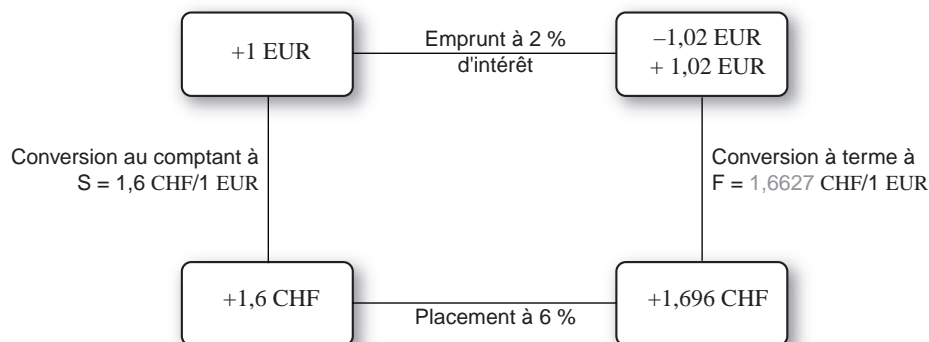 +1 EUR
Emprunt à 2 %
d'intérêt
–1,02 EUR
+ 1,02 EUR
Conversion au comptant à
S = 1,6 CHF/1 EUR
Conversion à terme à
F = 1,6627 CHF/1 EUR
+1,6 CHF
Placement à 6 %
+1,696 CHF